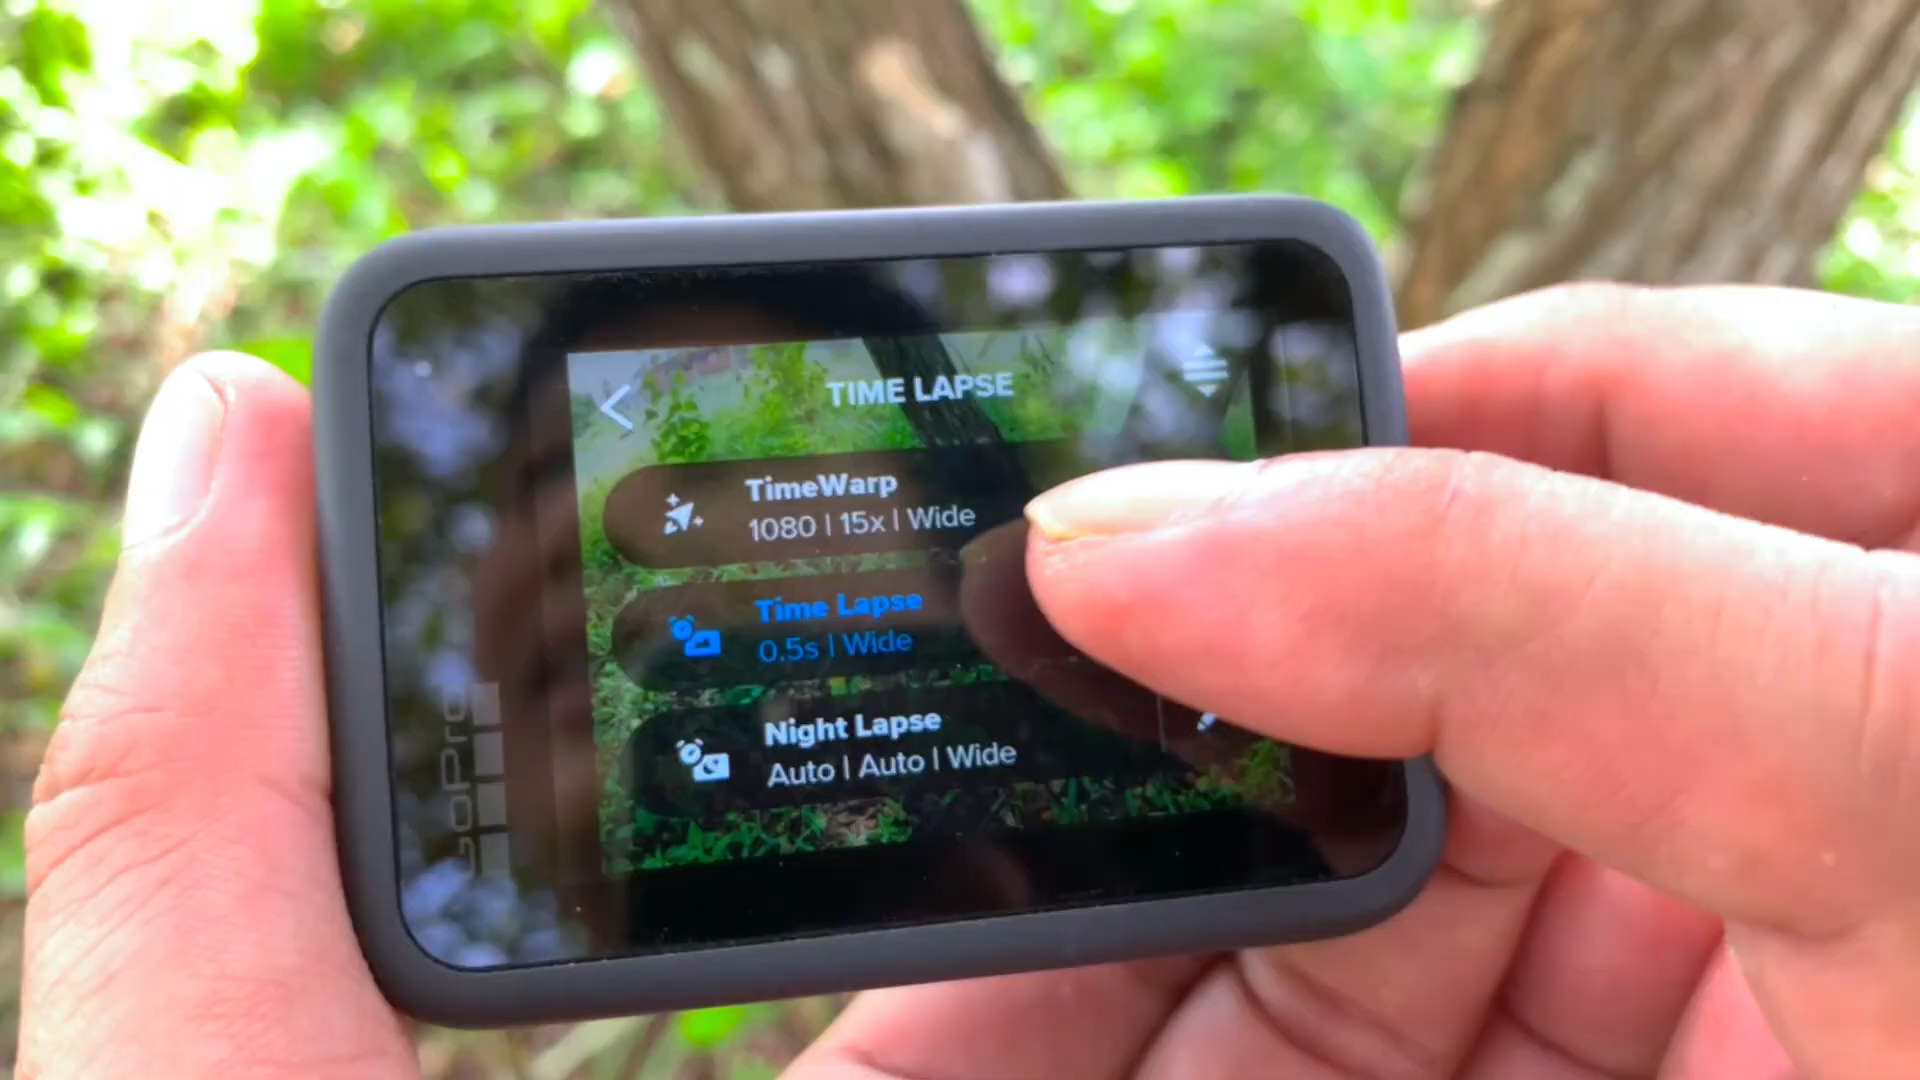 TIME LAPSE
TimeWarp
1080 | 15x | Wide
Time Lapse
0.5s | Wide
Night Lapse
Auto | Auto | Wide
GoPro